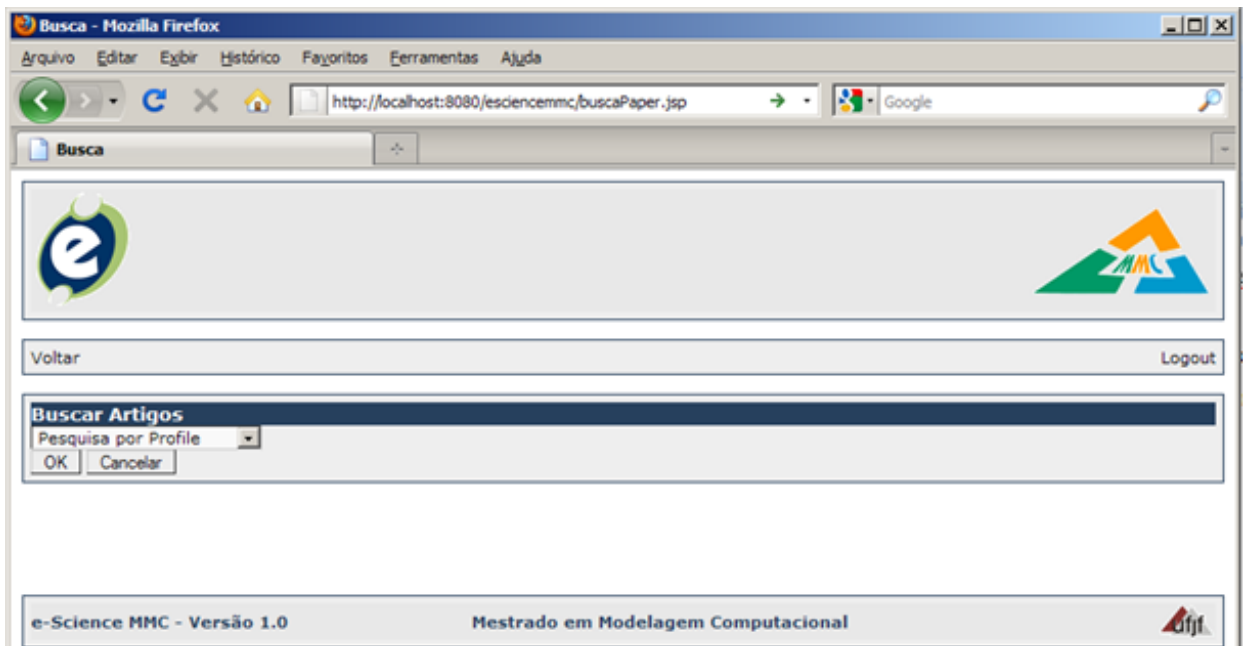 Busca - Mozilla Firefox
Arquivo Editar Exibir Histórico Favoritos Ferramentas Ajuda
http://localhost:8080/esciencemmc/buscaPaper.jsp Google
Busca
e MMC
Voltar Logout
Buscar Artigos
Pesquisa por Profile
OK Cancelar
e-Science MMC - Versão 1.0 Mestrado em Modelagem Computacional ufjf